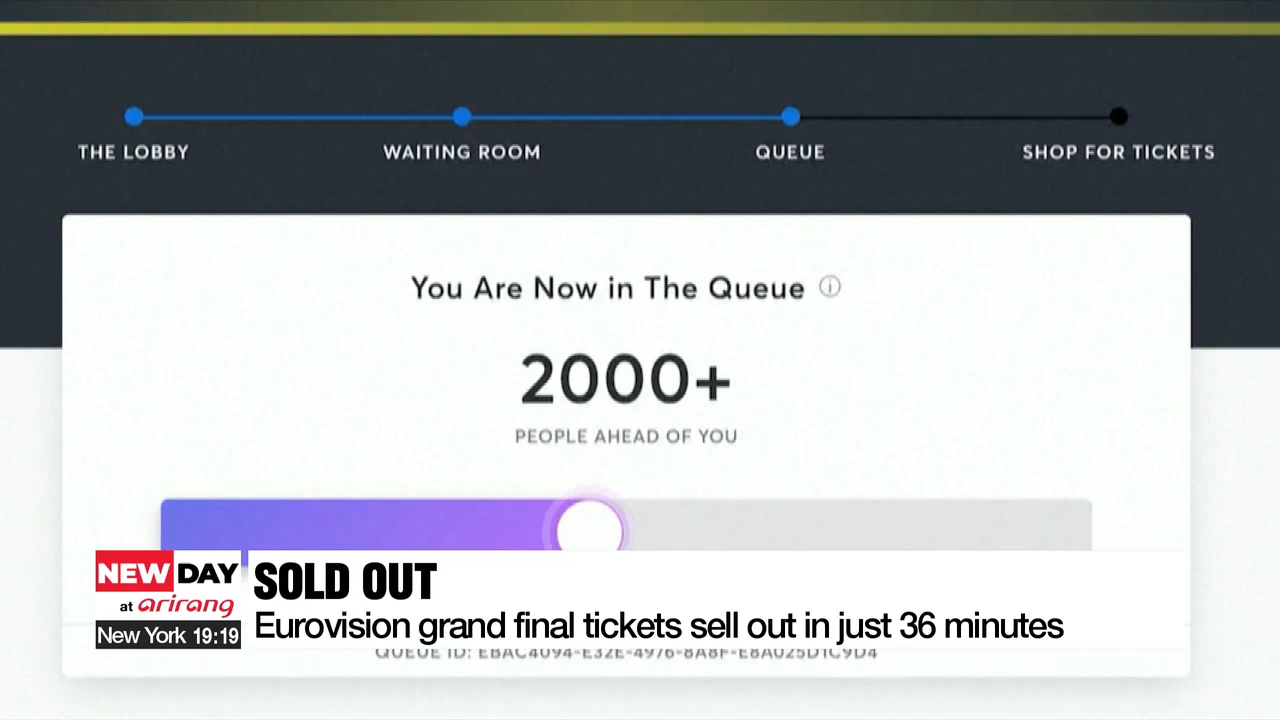 THE LOBBY
WAITING ROOM
QUEUE
SHOP FOR TICKETS
You Are Now in The Queue ⓘ
2000+
PEOPLE AHEAD OF YOU
NEW DAY
at arirang
New York 19:19
SOLD OUT
Eurovision grand final tickets sell out in just 36 minutes
QUEUE ID: